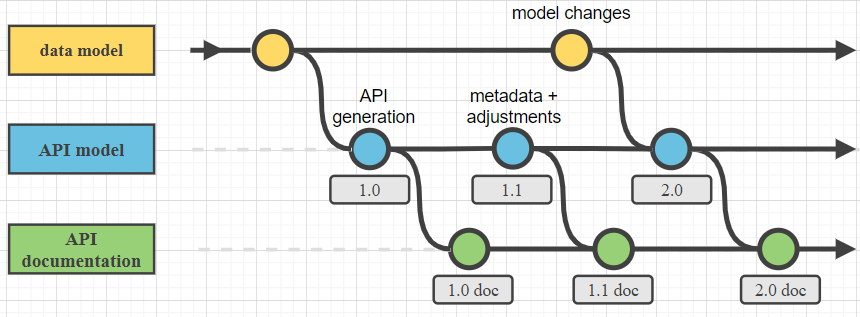 model changes
data model
API
generation
metadata +
adjustments
API model
1.0
1.1
2.0
API
documentation
1.0 doc
1.1 doc
2.0 doc